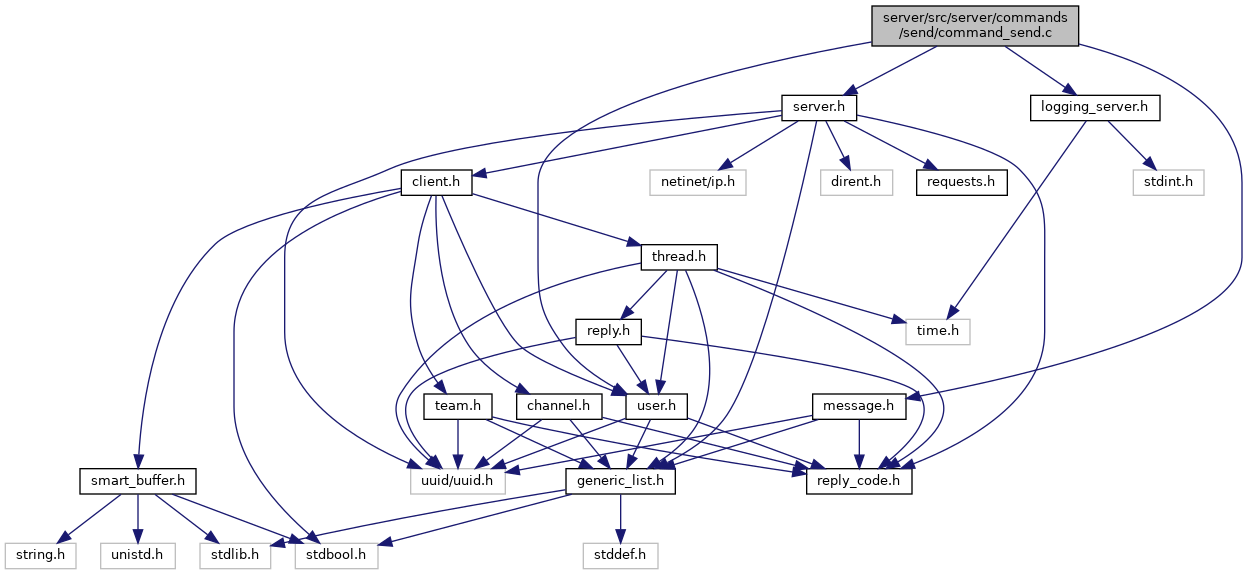 server/src/server/commands
/send/command_send.c
server.h
logging_server.h
client.h
netinet/ip.h
dirent.h
requests.h
stdint.h
thread.h
reply.h
time.h
team.h
channel.h
user.h
message.h
smart_buffer.h
uuid/uuid.h
generic_list.h
reply_code.h
string.h
unistd.h
stdlib.h
stdbool.h
stddef.h